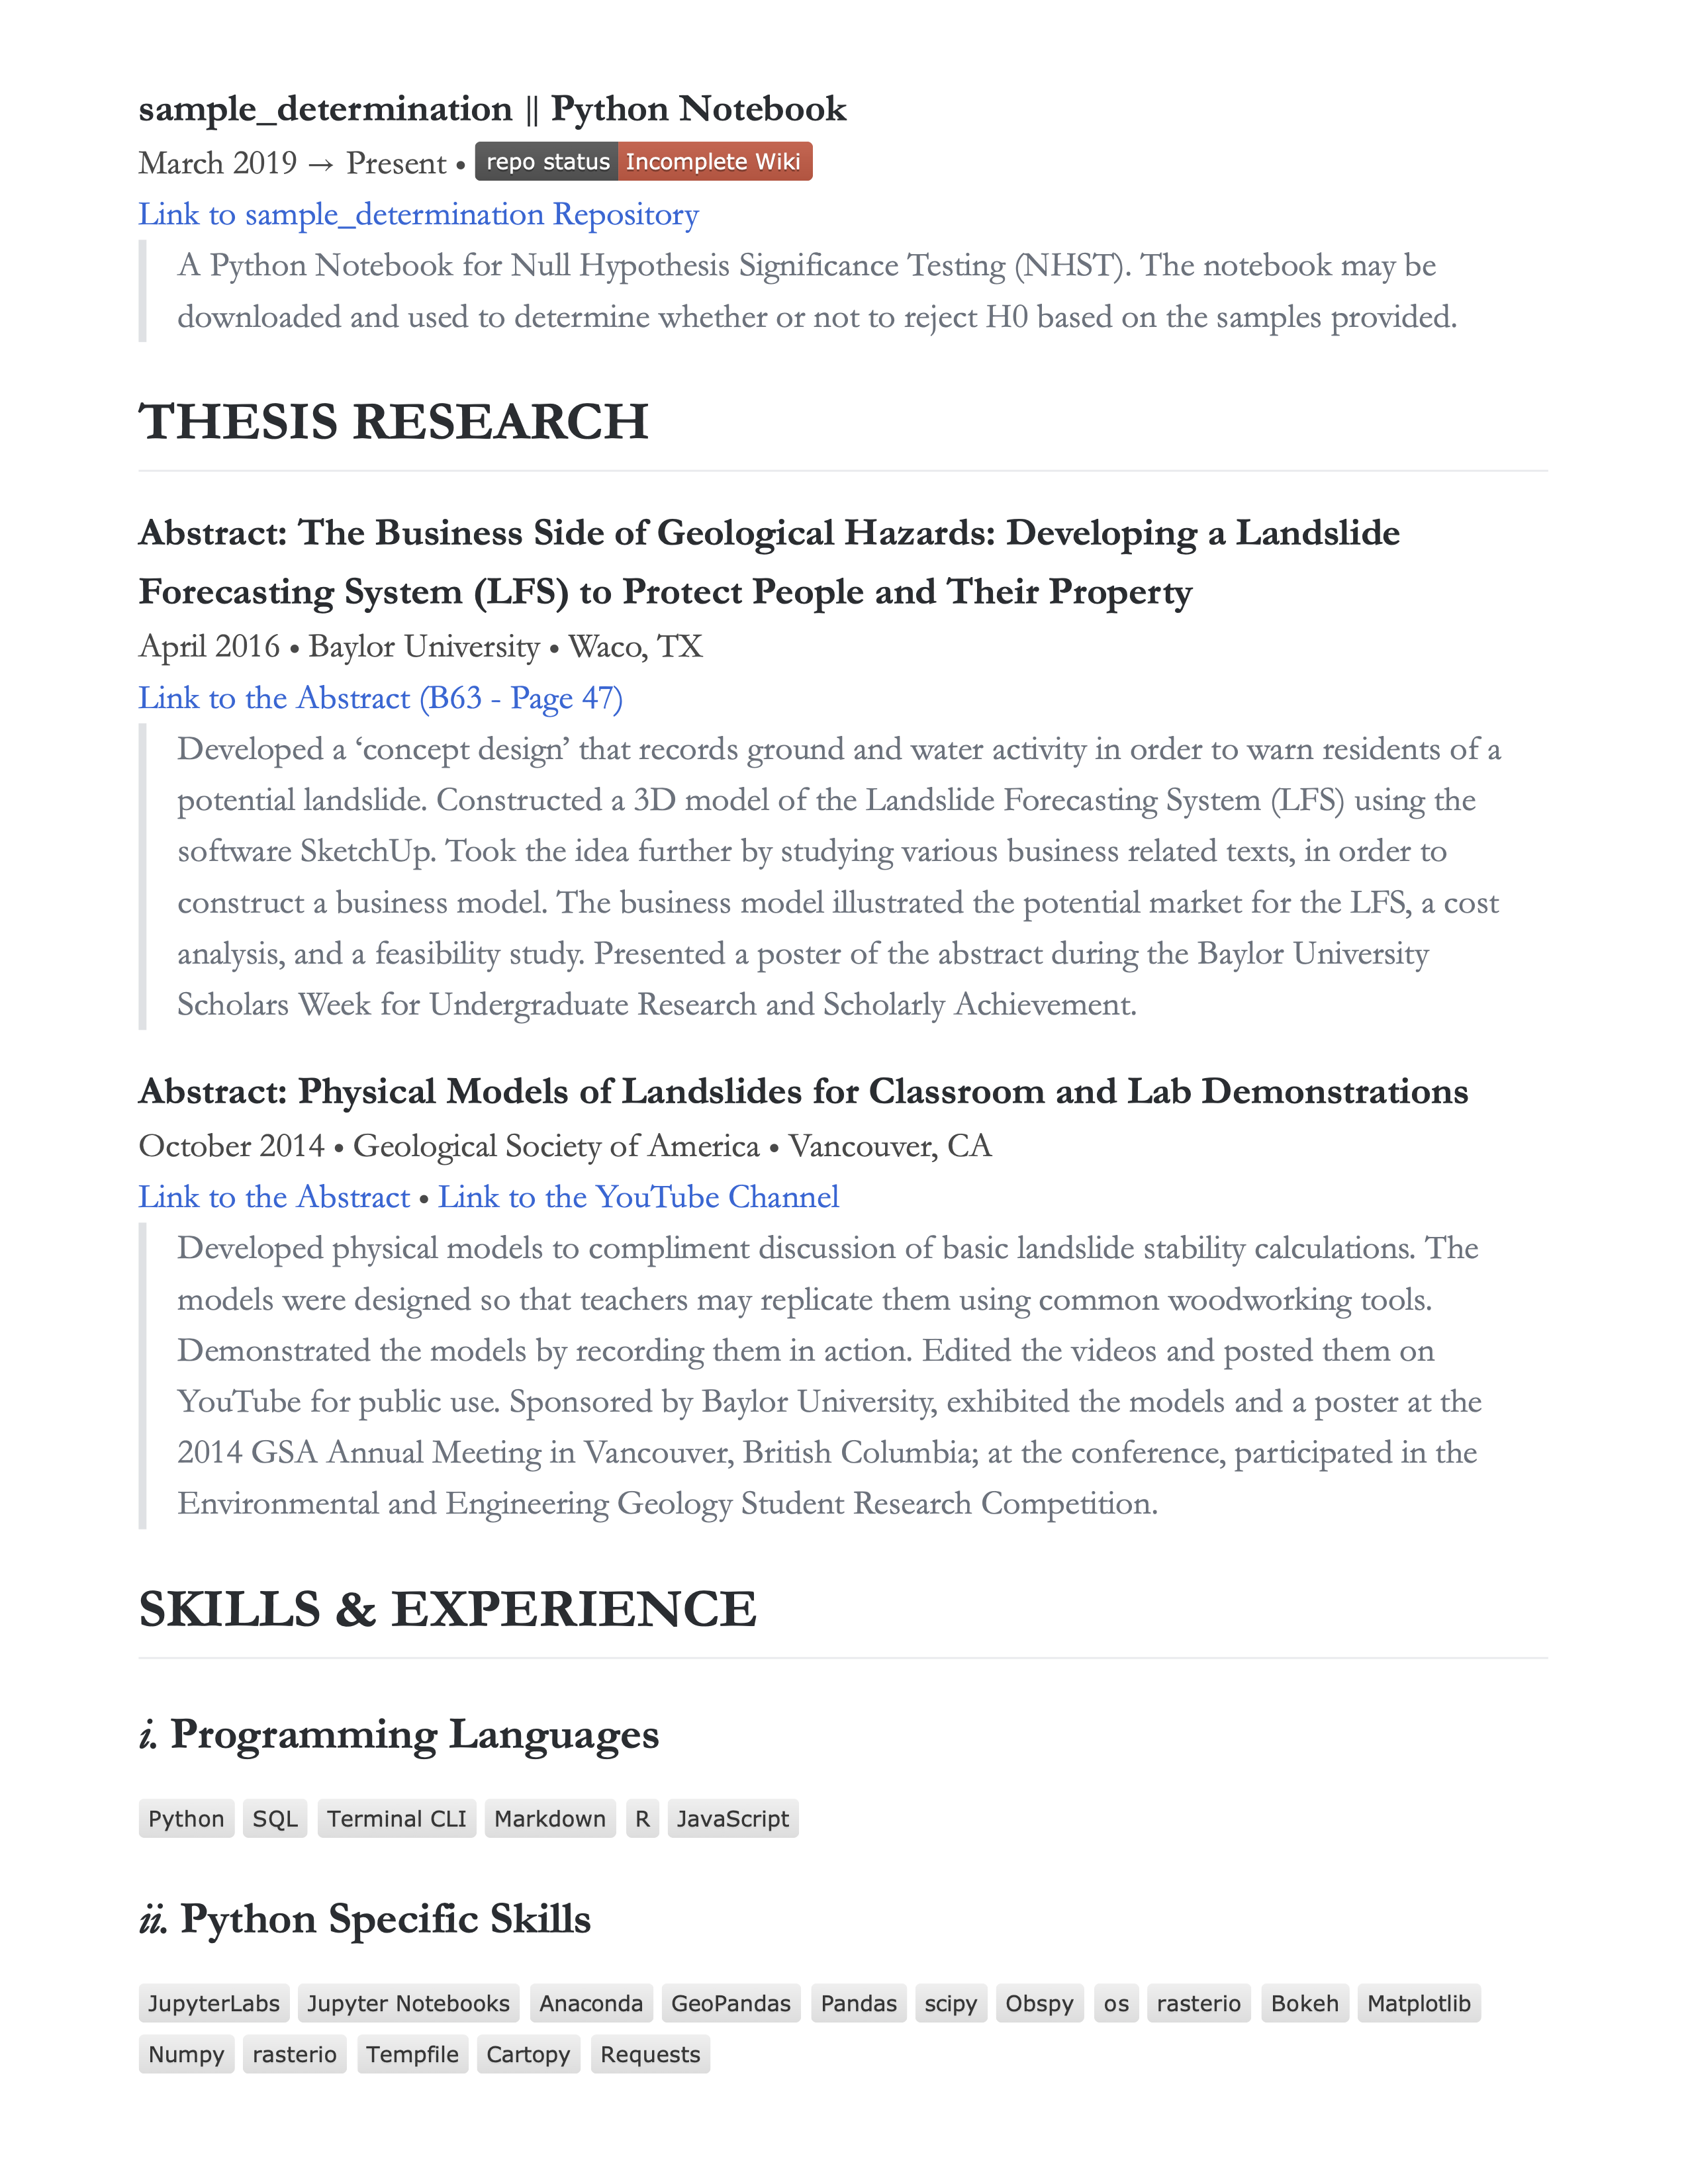 sample_determination || Python Notebook
March 2019 → Present • repo status Incomplete Wiki
Link to sample_determination Repository
A Python Notebook for Null Hypothesis Significance Testing (NHST). The notebook may be
downloaded and used to determine whether or not to reject H0 based on the samples provided.
THESIS RESEARCH
Abstract: The Business Side of Geological Hazards: Developing a Landslide
Forecasting System (LFS) to Protect People and Their Property
April 2016 • Baylor University • Waco, TX
Link to the Abstract (B63 - Page 47)
Developed a ‘concept design’ that records ground and water activity in order to warn residents of a
potential landslide. Constructed a 3D model of the Landslide Forecasting System (LFS) using the
software SketchUp. Took the idea further by studying various business related texts, in order to
construct a business model. The business model illustrated the potential market for the LFS, a cost
analysis, and a feasibility study. Presented a poster of the abstract during the Baylor University
Scholars Week for Undergraduate Research and Scholarly Achievement.
Abstract: Physical Models of Landslides for Classroom and Lab Demonstrations
October 2014 • Geological Society of America • Vancouver, CA
Link to the Abstract • Link to the YouTube Channel
Developed physical models to compliment discussion of basic landslide stability calculations. The
models were designed so that teachers may replicate them using common woodworking tools.
Demonstrated the models by recording them in action. Edited the videos and posted them on
YouTube for public use. Sponsored by Baylor University, exhibited the models and a poster at the
2014 GSA Annual Meeting in Vancouver, British Columbia; at the conference, participated in the
Environmental and Engineering Geology Student Research Competition.
SKILLS & EXPERIENCE
i. Programming Languages
Python SQL Terminal CLI Markdown R JavaScript
ii. Python Specific Skills
JupyterLabs Jupyter Notebooks Anaconda GeoPandas Pandas scipy Obspy os rasterio Bokeh Matplotlib
Numpy rasterio Tempfile Cartopy Requests